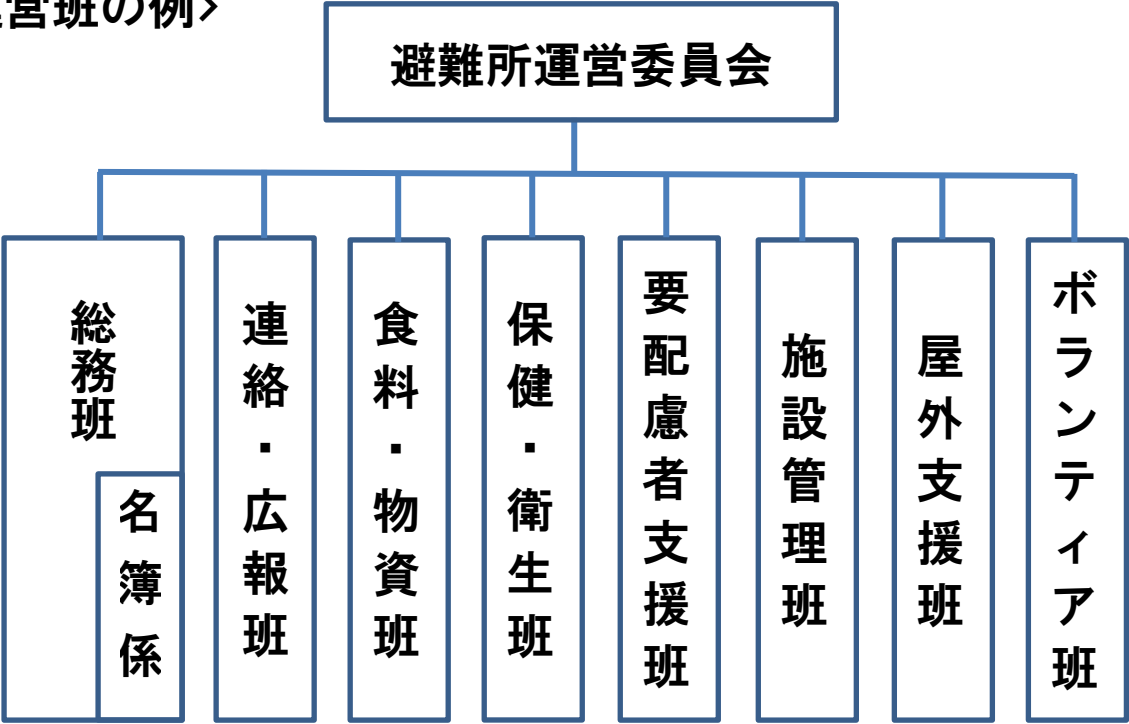 営班の例>
避難所運営委員会
総務班
名簿係
連絡・広報班
食料・物資班
保健・衛生班
要配慮者支援班
施設管理班
屋外支援班
ボランティア班